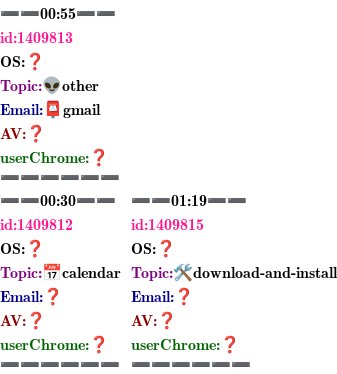 ➖➖00:55➖➖
id:1409813
OS:❓
Topic:👽other
Email:📮gmail
AV:❓
userChrome:❓
➖➖➖➖➖➖
➖➖00:30➖➖
id:1409812
OS:❓
Topic:📅calendar
Email:❓
AV:❓
userChrome:❓
➖➖➖➖➖➖
➖➖01:19➖➖
id:1409815
OS:❓
Topic:🛠️download-and-install
Email:❓
AV:❓
userChrome:❓
➖➖➖➖➖➖